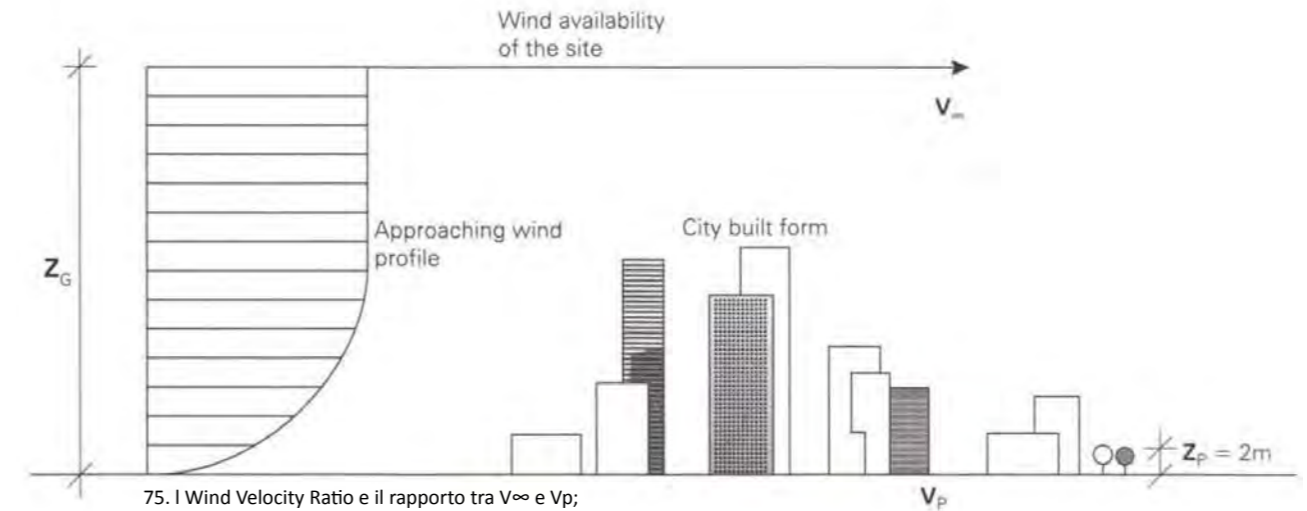 Wind availability
of the site
V∞
Approaching wind
profile
City built form
Z_G
Z_P = 2m
75. I Wind Velocity Ratio e il rapporto tra V∞ e Vp;
V_P